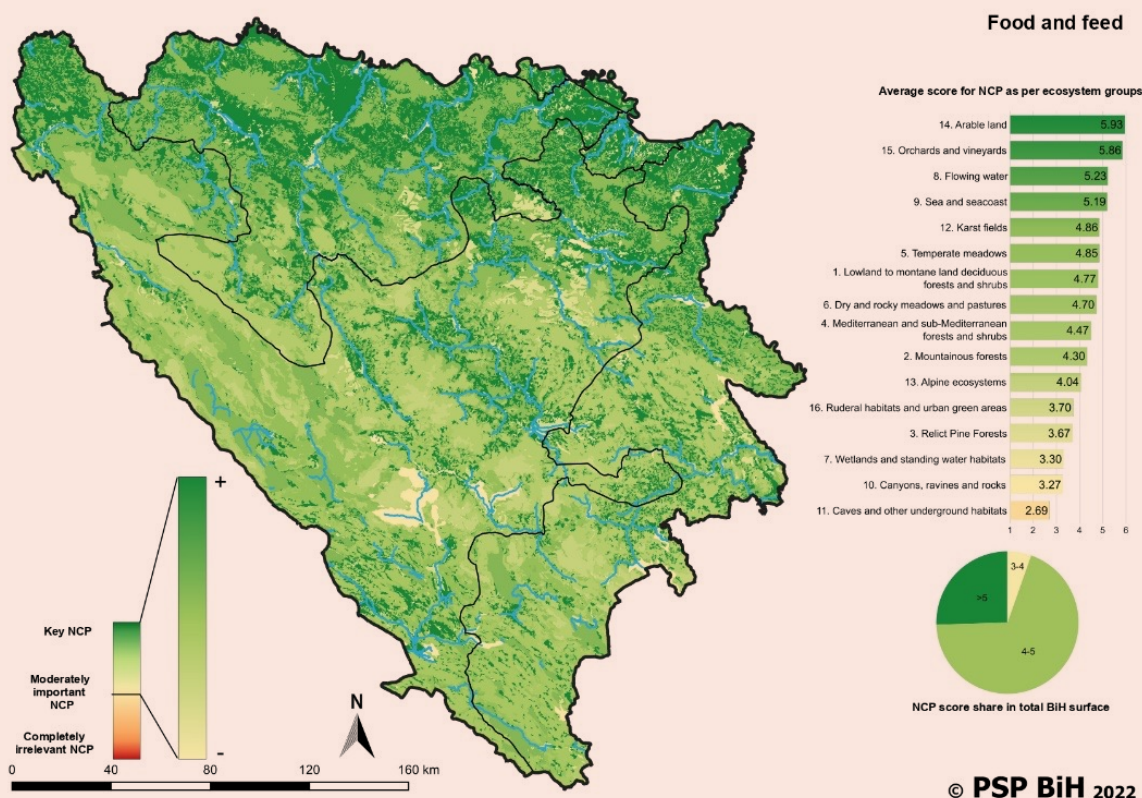 Food and feed
Average score for NCP as per ecosystem groups
14. Arable land 5.93
15. Orchards and vineyards 5.86
8. Flowing water 5.23
9. Sea and seacoast 5.19
12. Karst fields 4.86
5. Temperate meadows 4.85
1. Lowland to montane land deciduous
forests and shrubs 4.77
6. Dry and rocky meadows and pastures 4.70
4. Mediterranean and sub-Mediterranean
forests and shrubs 4.47
2. Mountainous forests 4.30
13. Alpine ecosystems 4.04
16. Ruderal habitats and urban green areas 3.70
3. Relict Pine Forests 3.67
7. Wetlands and standing water habitats 3.30
10. Canyons, ravines and rocks 3.27
11. Caves and other underground habitats 2.69
1 2 3 4 5 6
3-4
>5
4-5
NCP score share in total BiH surface
+
Key NCP
Moderately
important
NCP
Completely
irrelevant NCP
-
N
0 40 80 120 160 km
© PSP BiH 2022